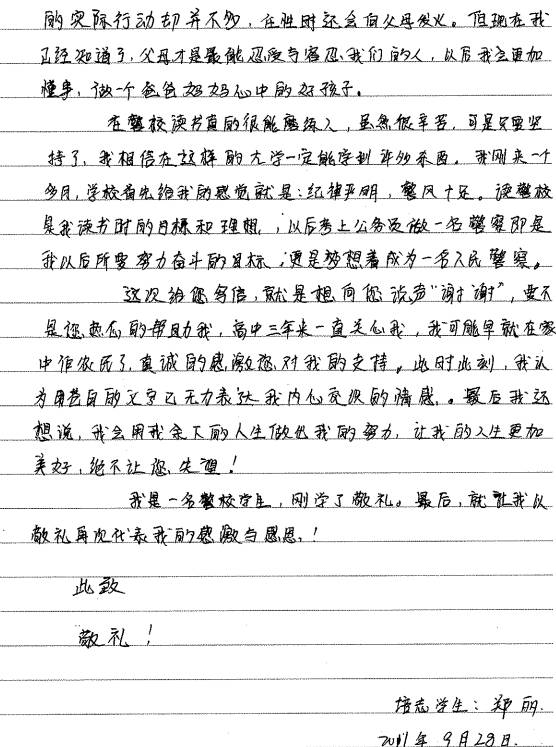 的实际行动却并不多，在性时还会向父母发火。但现在我
已经知道了，父母才是最能忍受与容忍我们的人，以后我会更加
懂事，做一个爸爸妈妈心中的好孩子。
在警校读书真的很能磨练人，虽然很辛苦，可是只要坚
持了，我相信在这样的大学一定能学到许多东西。我刚来一个
多月，学校首先给我的感觉就是：纪律严明，警风十足。读警校
是我读书时的目标和理想，以后考上公务员做一名警察即是
我以后所要努力奋斗的目标，更是梦想着成为一名人民警察。
这次给您写信，就是想向您说声“谢谢”，要不
是您热心的帮助我，高中三年来一直关心我，我可能早就在家
中作农民了，真诚的感激您对我的支持。此时此刻，我认
为用苍白的文字已无力表达我内心交织的情感。最后我还
想说，我会用我余下的人生做出我的努力，让我的人生更加
美好，绝不让您失望！
我是一名警校学生，刚学了敬礼。最后，就让我以
敬礼再次代表我的感激与感恩！
此致
敬礼！
培志学生：郑丽
2011年9月28日